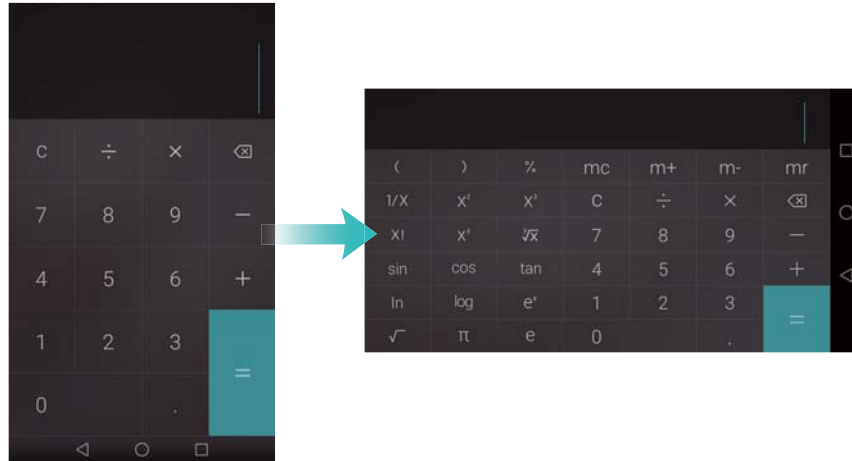 C ÷ × ⌫
7 8 9 −
4 5 6 +
1 2 3
=
0 .
( ) % mc m+ m- mr
1/X X² X³ C ÷ × ⌫
X! Xʸ ʸ√x 7 8 9 −
sin cos tan 4 5 6 +
ln log eˣ 1 2 3
=
√ π e 0 .